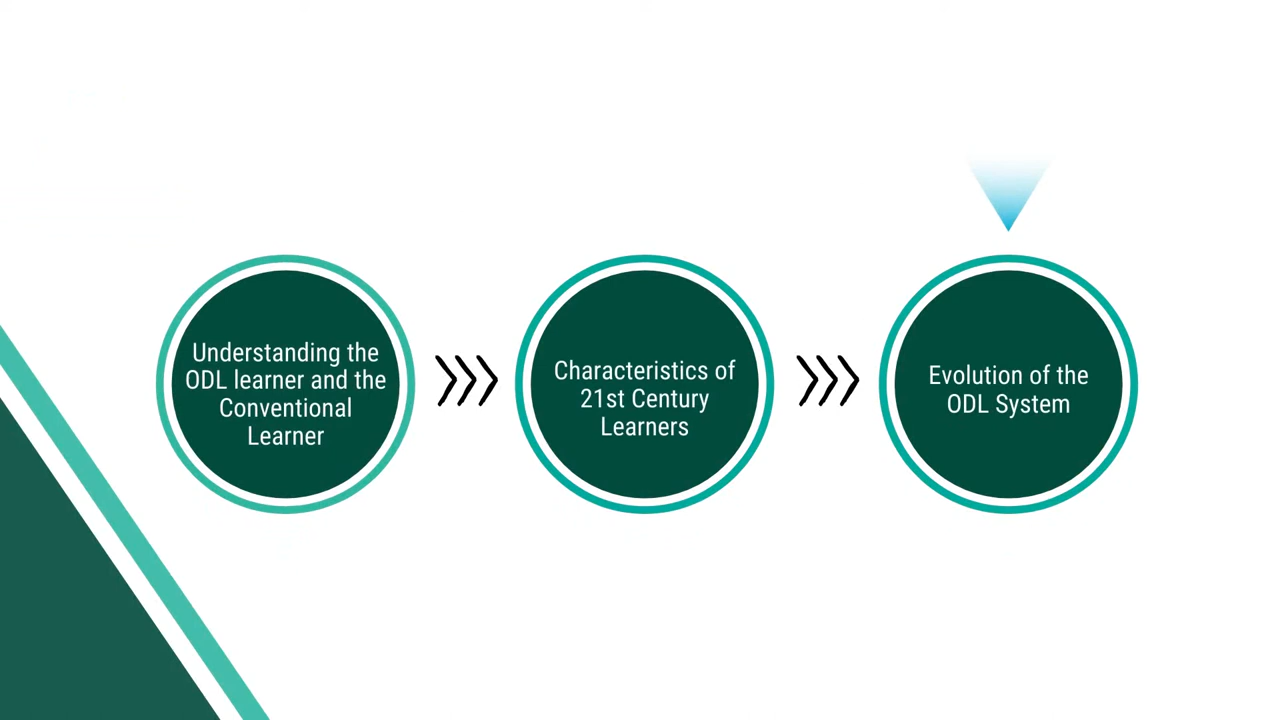 Understanding the
ODL learner and the
Conventional
Learner
Characteristics of
21st Century
Learners
Evolution of the
ODL System